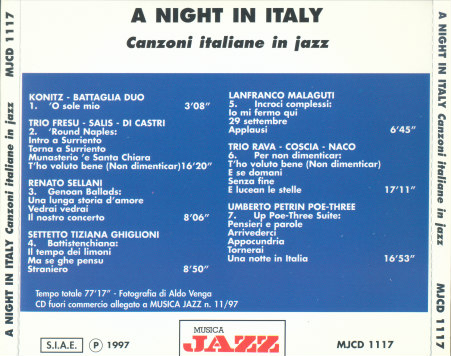 A NIGHT IN ITALY
Canzoni italiane in jazz
KONITZ - BATTAGLIA DUO
1. 'O sole mio 3'08”
TRIO FRESU - SALIS - DI CASTRI
2. 'Round Naples:
Intro a Surriento
Torna a Surriento
Munasterio 'e Santa Chiara
T'ho voluto bene (Non dimenticar) 16'20”
RENATO SELLANI
3. Genoan Ballads:
Una lunga storia d'amore
Vedrai vedrai
Il nostro concerto 8'06”
SETTETTO TIZIANA GHIGLIONI
4. Battistenchiana:
Il tempo dei limoni
Ma se ghe pensu
Straniero 8'50”
LANFRANCO MALAGUTI
5. Incroci complessi:
Io mi fermo qui
29 settembre
Applausi 6'45”
TRIO RAVA - COSCIA - NACO
6. Per non dimenticar:
T'ho voluto bene (Non Dimenticar)
E se domani
Senza fine
E lucean le stelle 17'11”
UMBERTO PETRIN POE-THREE
7. Up Poe-Three Suite:
Pensieri e parole
Arrivederci
Appocundria
Tornerai
Una notte in Italia 16'53”
Tempo totale 77'17” - Fotografia di Aldo Venga
CD fuori commercio allegato a MUSICA JAZZ n. 11/97
S.I.A.E. P 1997
MUSICA
JAZZ
MJCD 1117
A NIGHT IN ITALY Canzoni italiane in jazz MJCD 1117
A NIGHT IN ITALY Canzoni italiane in jazz MJCD 1117